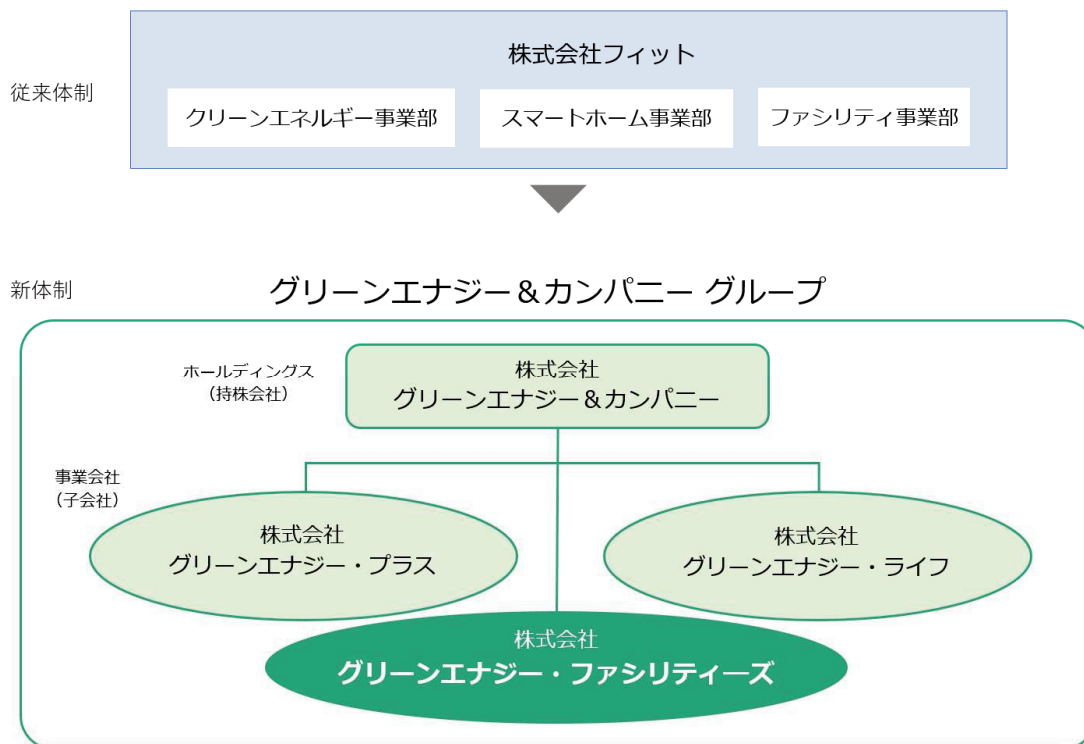 株式会社フィット
従来体制
クリーンエネルギー事業部
スマートホーム事業部
ファシリティ事業部
新体制
グリーンエナジー＆カンパニー グループ
ホールディングス
（持株会社）
株式会社
グリーンエナジー＆カンパニー
事業会社
（子会社）
株式会社
グリーンエナジー・プラス
株式会社
グリーンエナジー・ライフ
株式会社
グリーンエナジー・ファシリティーズ